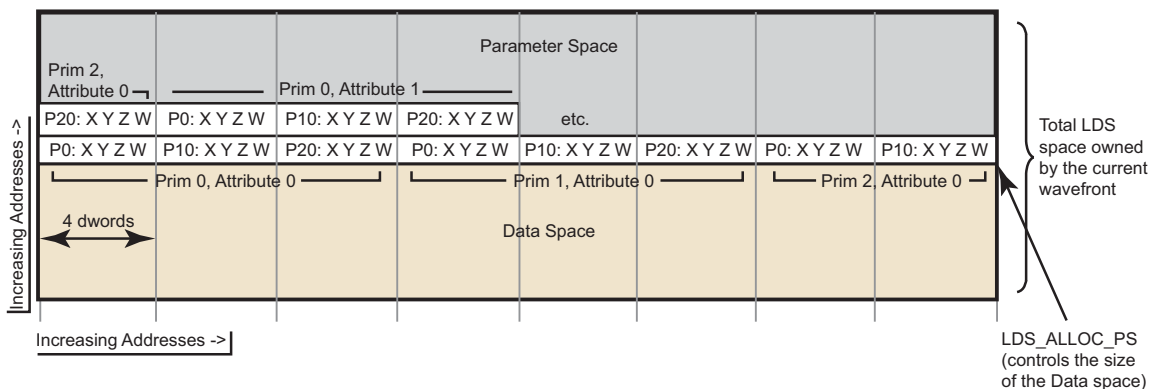 Parameter Space
Prim 2,
Attribute 0
Prim 0, Attribute 1
P20: X Y Z W P0: X Y Z W P10: X Y Z W P20: X Y Z W etc.
P0: X Y Z W P10: X Y Z W P20: X Y Z W P0: X Y Z W P10: X Y Z W P20: X Y Z W P0: X Y Z W P10: X Y Z W
Prim 0, Attribute 0 Prim 1, Attribute 0 Prim 2, Attribute 0
4 dwords
Data Space
Increasing Addresses ->
Increasing Addresses ->
Total LDS
space owned
by the current
wavefront
LDS_ALLOC_PS
(controls the size
of the Data space)